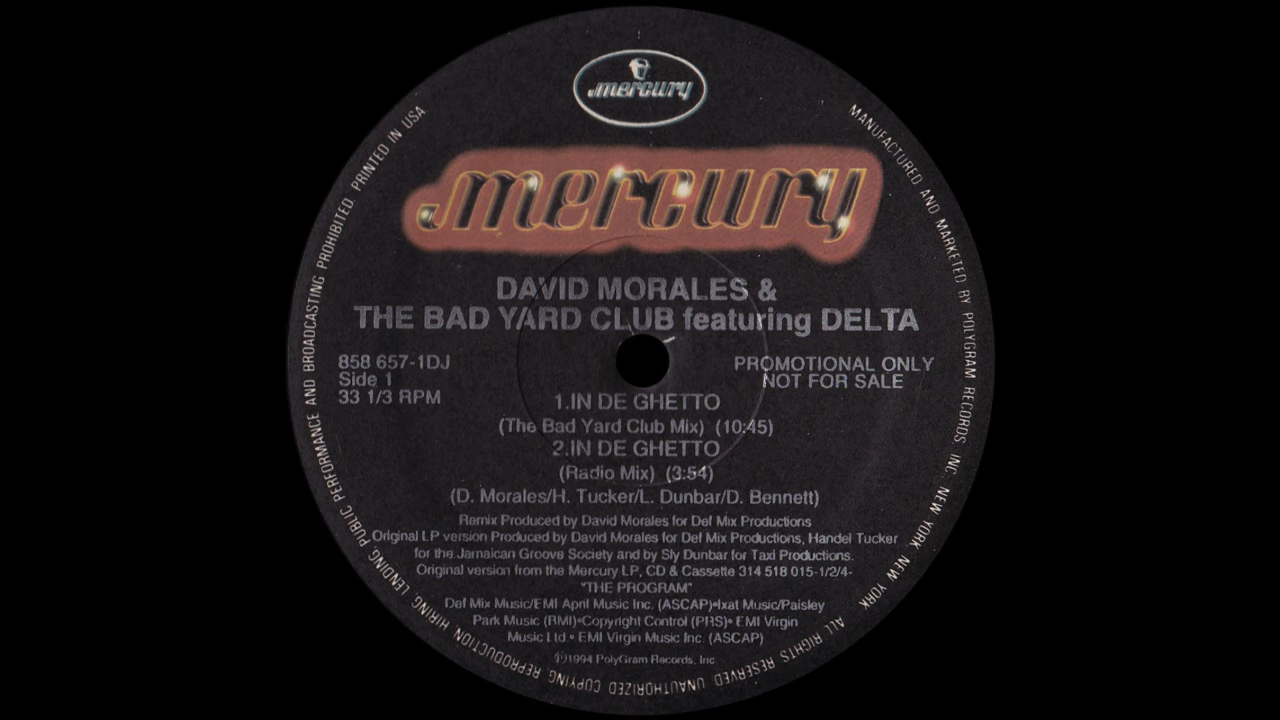 mercury
mercury
DAVID MORALES &
THE BAD YARD CLUB featuring DELTA
858 657-1DJ
Side 1
33 1/3 RPM
PROMOTIONAL ONLY
NOT FOR SALE
1.IN DE GHETTO
(The Bad Yard Club Mix) (10:45)
2.IN DE GHETTO
(Radio Mix) (3:54)
(D. Morales/H. Tucker/L. Dunbar/D. Bennett)
Remix Produced by David Morales for Def Mix Productions
Original LP version Produced by David Morales for Def Mix Productions, Handel Tucker
for the Jamaican Groove Society and by Sly Dunbar for Taxi Productions.
Original version from the Mercury LP, CD & Cassette 314 518 015-1/2/4-
"THE PROGRAM"
Def Mix Music/EMI April Music Inc. (ASCAP)•Ixat Music/Paisley
Park Music (BMI)•Copyright Control (PRS)• EMI Virgin
Music Ltd.• EMI Virgin Music Inc. (ASCAP)
℗1994 PolyGram Records, Inc
MANUFACTURED AND MARKETED BY POLYGRAM RECORDS, INC. NEW YORK, NEW YORK ALL RIGHTS RESERVED. UNAUTHORIZED COPYING, REPRODUCTION, HIRING, LENDING, PUBLIC PERFORMANCE AND BROADCASTING PROHIBITED. PRINTED IN USA